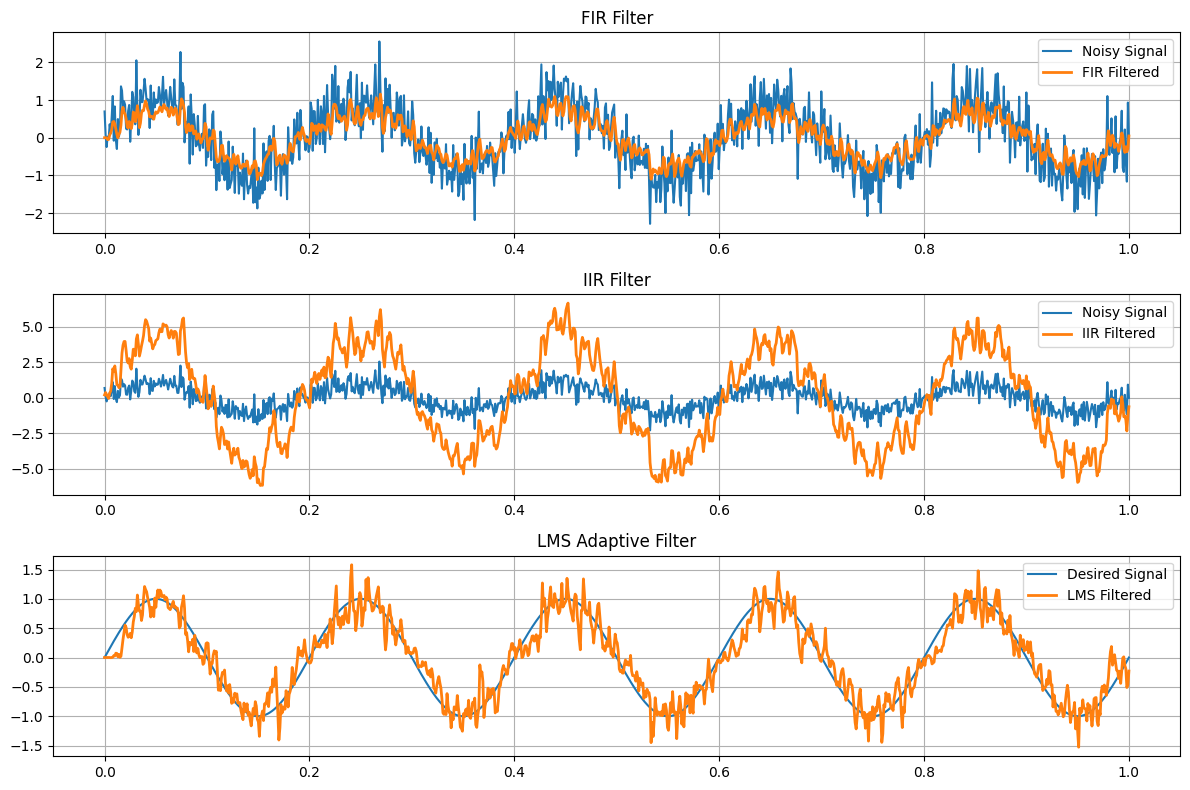 FIR Filter
Noisy Signal
FIR Filtered
2
1
0
−1
−2
0.0 0.2 0.4 0.6 0.8 1.0
IIR Filter
Noisy Signal
IIR Filtered
5.0
2.5
0.0
−2.5
−5.0
0.0 0.2 0.4 0.6 0.8 1.0
LMS Adaptive Filter
Desired Signal
LMS Filtered
1.5
1.0
0.5
0.0
−0.5
−1.0
−1.5
0.0 0.2 0.4 0.6 0.8 1.0